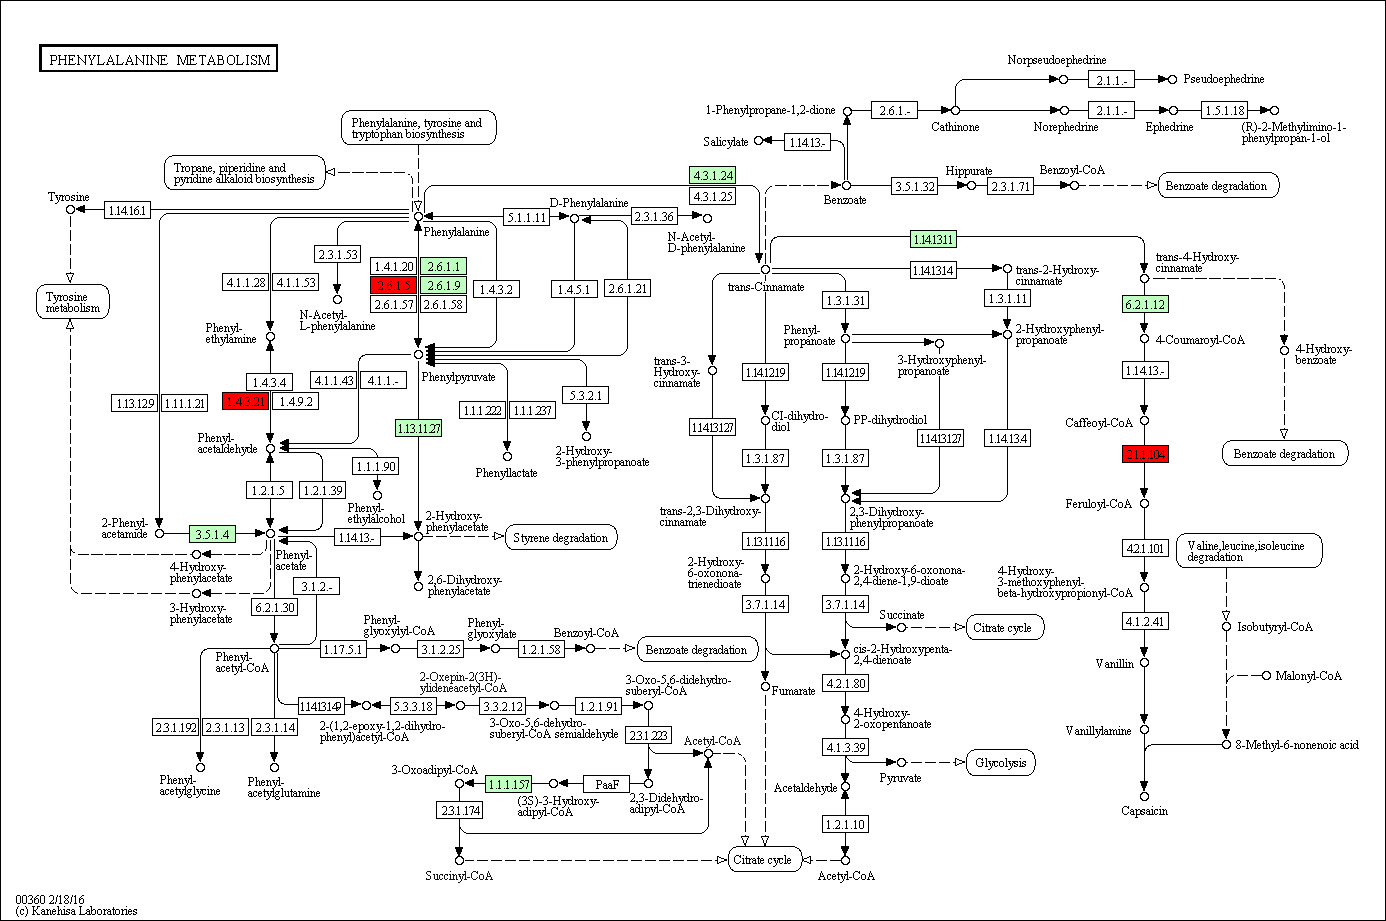 PHENYLALANINE METABOLISM
Norpseudoephedrine
2.1.1.-
Pseudoephedrine
1-Phenylpropane-1,2-dione
2.6.1.-
Cathinone
Norephedrine
2.1.1.-
Ephedrine
1.5.1.18
(R)-2-Methylimino-1-
phenylpropan-1-ol
Phenylalanine, tyrosine and
tryptophan biosynthesis
Salicylate
1.14.13.-
Tropane, piperidine and
pyridine alkaloid biosynthesis
4.3.1.24
4.3.1.25
Hippurate
Benzoyl-CoA
3.5.1.32
2.3.1.71
Benzoate degradation
Benzoate
Tyrosine
1.14.16.1
Phenylalanine
5.1.1.11
D-Phenylalanine
2.3.1.36
N-Acetyl-
D-phenylalanine
2.3.1.53
1.4.1.20
2.6.1.1
2.6.1.5
2.6.1.9
2.6.1.57
2.6.1.58
1.4.3.2
1.4.5.1
2.6.1.21
4.1.1.28
4.1.1.53
N-Acetyl-
L-phenylalanine
Tyrosine
metabolism
1.14.13.11
trans-4-Hydroxy-
cinnamate
trans-Cinnamate
1.14.13.14
trans-2-Hydroxy-
cinnamate
1.3.1.31
1.3.1.11
6.2.1.12
Phenyl-
ethylamine
Phenyl-
propanoate
2-Hydroxyphenyl-
propanoate
4-Coumaroyl-CoA
4-Hydroxy-
benzoate
Phenylpyruvate
trans-3-
Hydroxy-
cinnamate
3-Hydroxyphenyl-
propanoate
1.4.3.4
1.4.3.21
1.4.9.2
4.1.1.43
4.1.1.-
1.13.12.9
1.11.1.21
1.14.12.19
1.14.12.19
1.14.13.-
5.3.2.1
1.1.1.222
1.1.1.237
1.13.11.27
CI-dihydro-
diol
PP-dihydrodiol
Caffeoyl-CoA
1.14.13.127
1.14.13.127
1.14.13.4
Phenyl-
acetaldehyde
2-Hydroxy-
3-phenylpropanoate
Phenyllactate
1.1.1.90
1.3.1.87
1.3.1.87
2.1.1.104
Benzoate degradation
1.2.1.5
1.2.1.39
Phenyl-
ethylalcohol
trans-2,3-Dihydroxy-
cinnamate
2,3-Dihydroxy-
phenylpropanoate
Feruloyl-CoA
2-Phenyl-
acetamide
3.5.1.4
Phenyl-
acetate
1.14.13.-
2-Hydroxy-
phenylacetate
Styrene degradation
1.13.11.16
1.13.11.16
4.2.1.101
Valine,leucine,isoleucine
degradation
4-Hydroxy-
phenylacetate
2,6-Dihydroxy-
phenylacetate
3.1.2.-
2-Hydroxy-
6-oxonona-
trienedioate
2-Hydroxy-6-oxonona-
2,4-diene-1,9-dioate
4-Hydroxy-
3-methoxyphenyl-
beta-hydroxypropionyl-CoA
3-Hydroxy-
phenylacetate
6.2.1.30
3.7.1.14
3.7.1.14
Succinate
Citrate cycle
4.1.2.41
Isobutyryl-CoA
Phenyl-
glyoxylyl-CoA
Phenyl-
glyoxylate
Benzoyl-CoA
1.17.5.1
3.1.2.25
1.2.1.58
Benzoate degradation
cis-2-Hydroxypenta-
2,4-dienoate
Phenyl-
acetyl-CoA
Vanillin
Malonyl-CoA
2-Oxepin-2(3H)-
ylideneacetyl-CoA
3-Oxo-5,6-didehydro-
suberyl-CoA
Fumarate
4.2.1.80
1.14.13.149
5.3.3.18
3.3.2.12
1.2.1.91
2-(1,2-epoxy-1,2-dihydro-
phenyl)acetyl-CoA
3-Oxo-5,6-dehydro-
suberyl-CoA semialdehyde
4-Hydroxy-
2-oxopentanoate
2.3.1.192
2.3.1.13
2.3.1.14
2.3.1.223
Acetyl-CoA
4.1.3.39
Vanillylamine
8-Methyl-6-nonenoic acid
Pyruvate
Glycolysis
Phenyl-
acetylglycine
Phenyl-
acetylglutamine
3-Oxoadipyl-CoA
1.1.1.157
(3S)-3-Hydroxy-
adipyl-CoA
PaaF
2,3-Didehydro-
adipyl-CoA
Acetaldehyde
2.3.1.174
1.2.1.10
Capsaicin
Succinyl-CoA
Citrate cycle
Acetyl-CoA
00360 2/18/16
(c) Kanehisa Laboratories